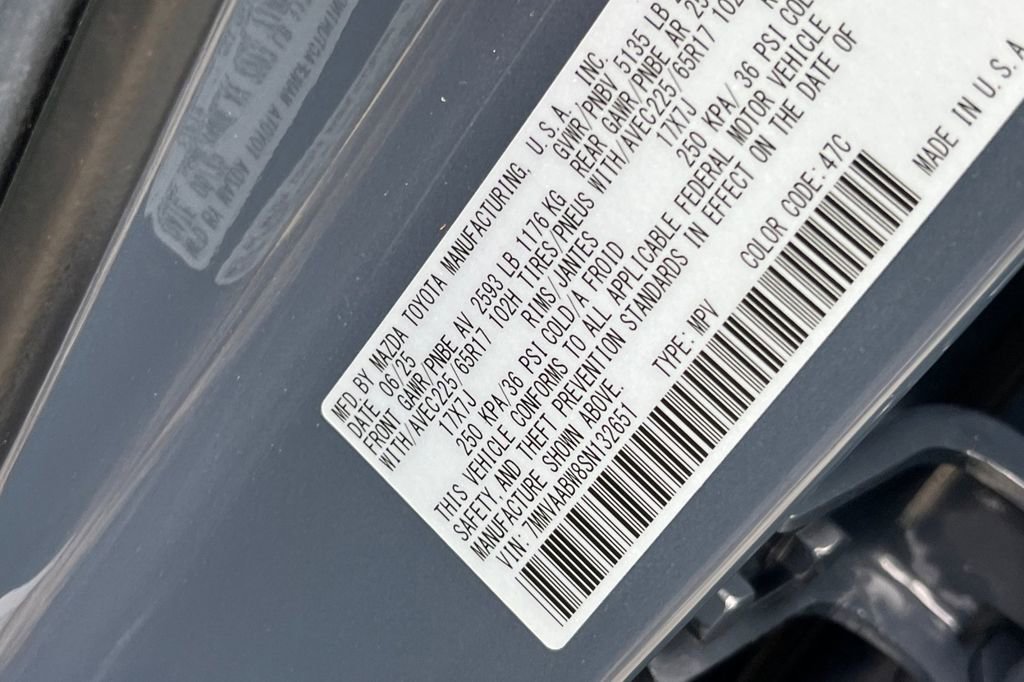 MFD. BY MAZDA TOYOTA MANUFACTURING, U.S.A., INC.
DATE 06/25 GVWR/PNBV 5135 LB
FRONT GAWR/PNBE AV 2593 LB 1176 KG REAR GAWR/PNBE AR
WITH/AVEC225/65R17 102H TIRES/PNEUS WITH/AVEC225/65R17
17X7J RIMS/JANTES 17X7J
250 KPA/36 PSI COLD/A FROID 250 KPA/36 PSI
THIS VEHICLE CONFORMS TO ALL APPLICABLE FEDERAL MOTOR VEHICLE
SAFETY, AND THEFT PREVENTION STANDARDS IN EFFECT ON THE DATE OF
MANUFACTURE SHOWN ABOVE.
VIN: 7MMVAABW8SN132651 TYPE: MPV COLOR CODE: 47C
MADE IN U.S.A